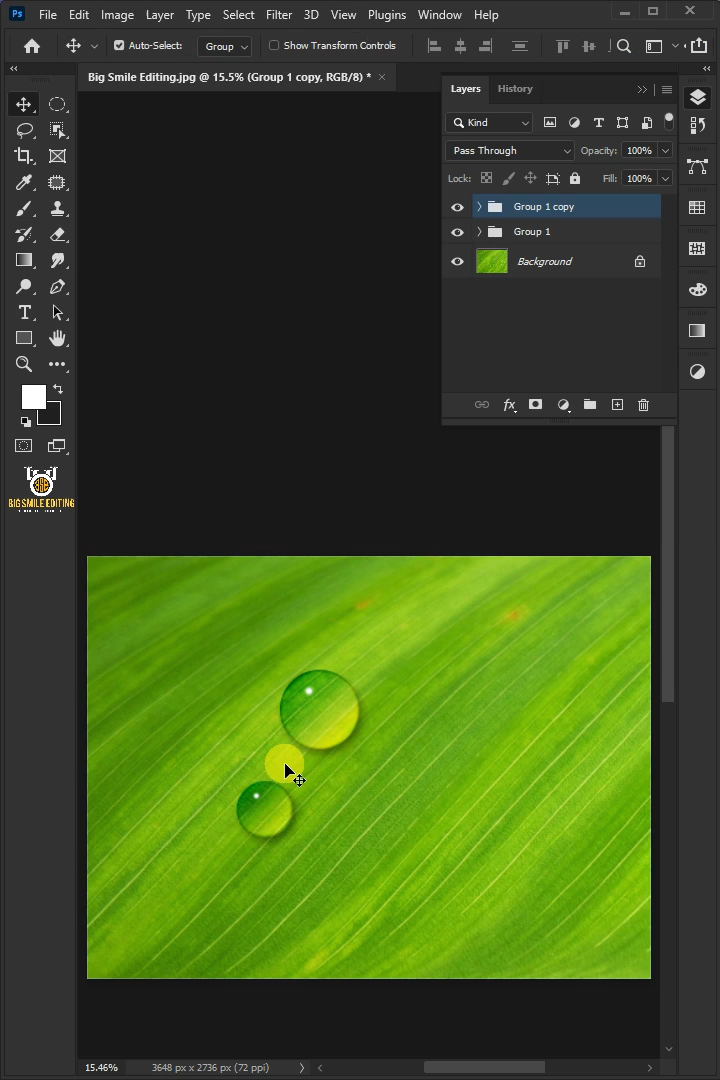 Ps File Edit Image Layer Type Select Filter 3D View Plugins Window Help
Auto-Select: Group Show Transform Controls
Big Smile Editing.jpg @ 15.5% (Group 1 copy, RGB/8) *
Layers History
Kind
Pass Through Opacity: 100%
Lock: Fill: 100%
Group 1 copy
Group 1
Background
fx
BIG SMILE EDITING
15.46% 3648 px x 2736 px (72 ppi)